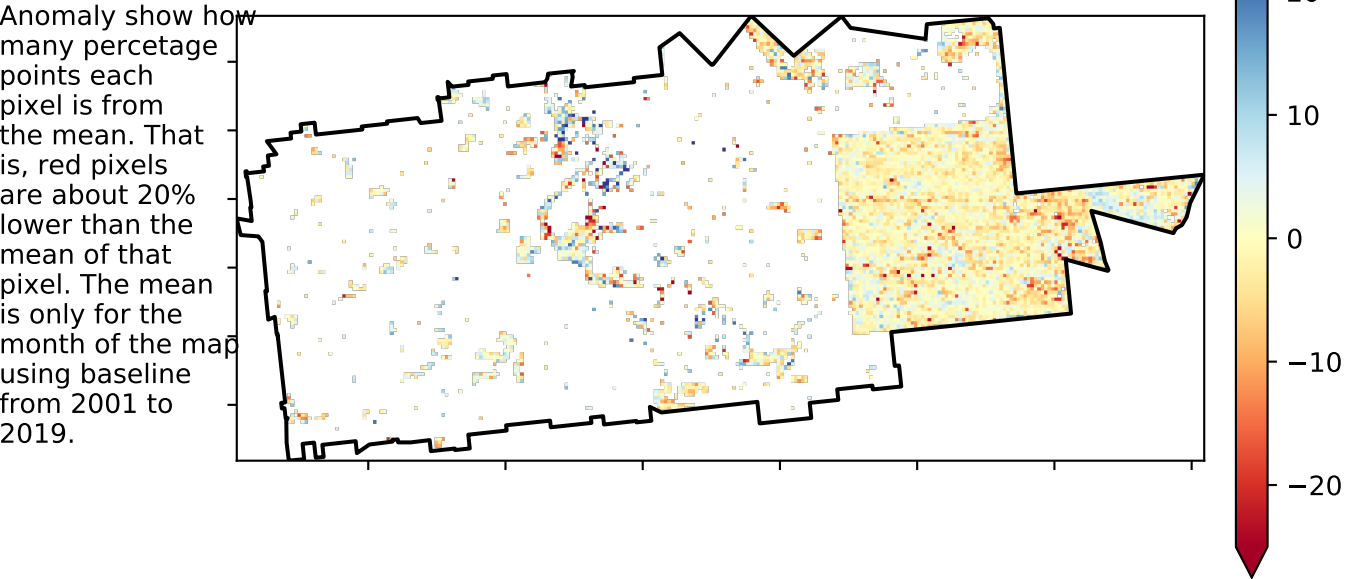 Anomaly show how
many percetage
points each
pixel is from
the mean. That
is, red pixels
are about 20%
lower than the
mean of that
pixel. The mean
is only for the
month of the map
using baseline
from 2001 to
2019.
10
0
−10
−20